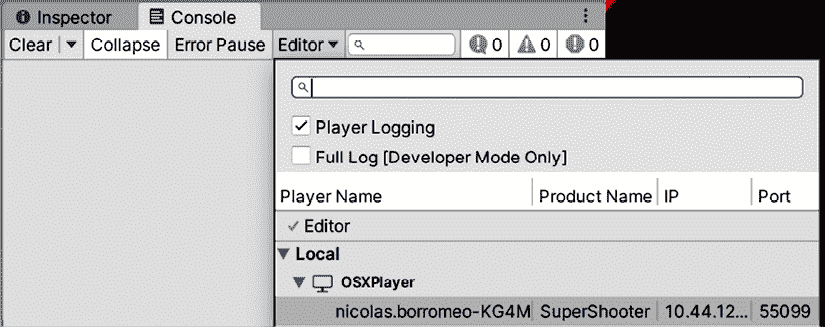 Inspector Console
Clear Collapse Error Pause Editor 0 0 0
Player Logging
Full Log [Developer Mode Only]
Player Name Product Name IP Port
Editor
Local
OSXPlayer
nicolas.borromeo-KG4M SuperShooter 10.44.12... 55099